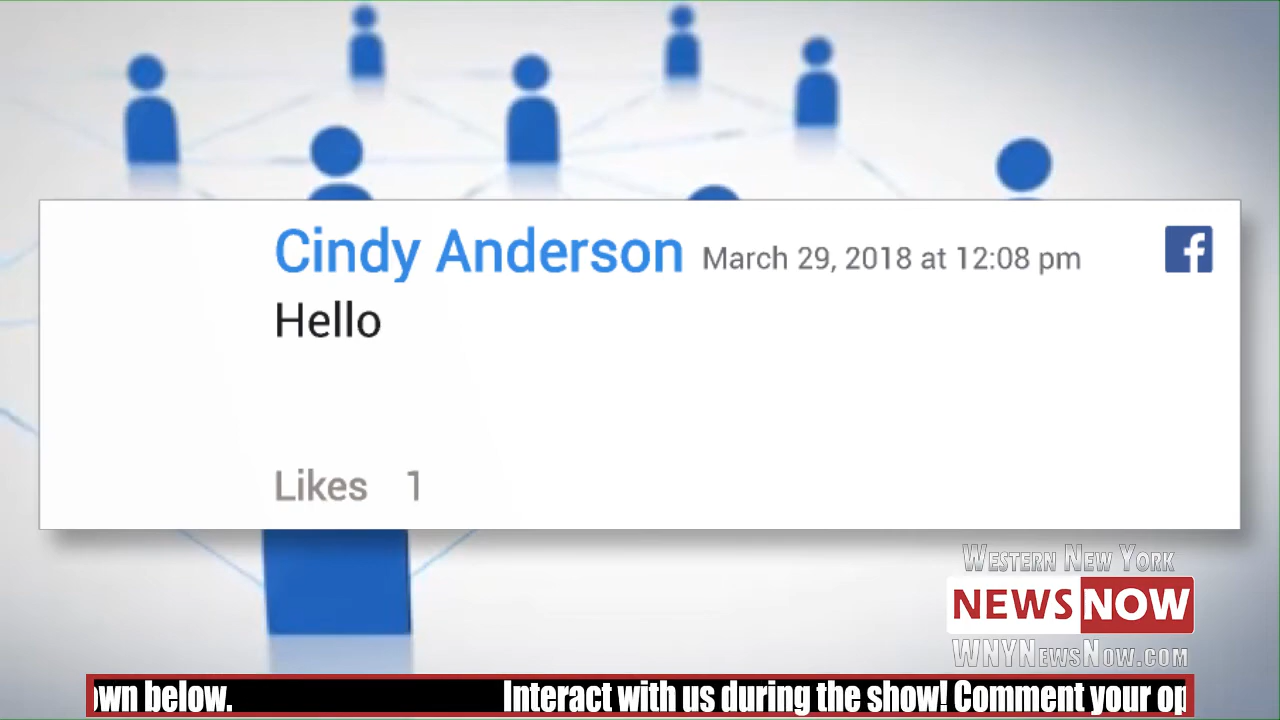 Cindy Anderson March 29, 2018 at 12:08 pm
Hello
Likes 1
Western New York
NEWS NOW
WNYNewsNow.com
own below. Interact with us during the show! Comment your op